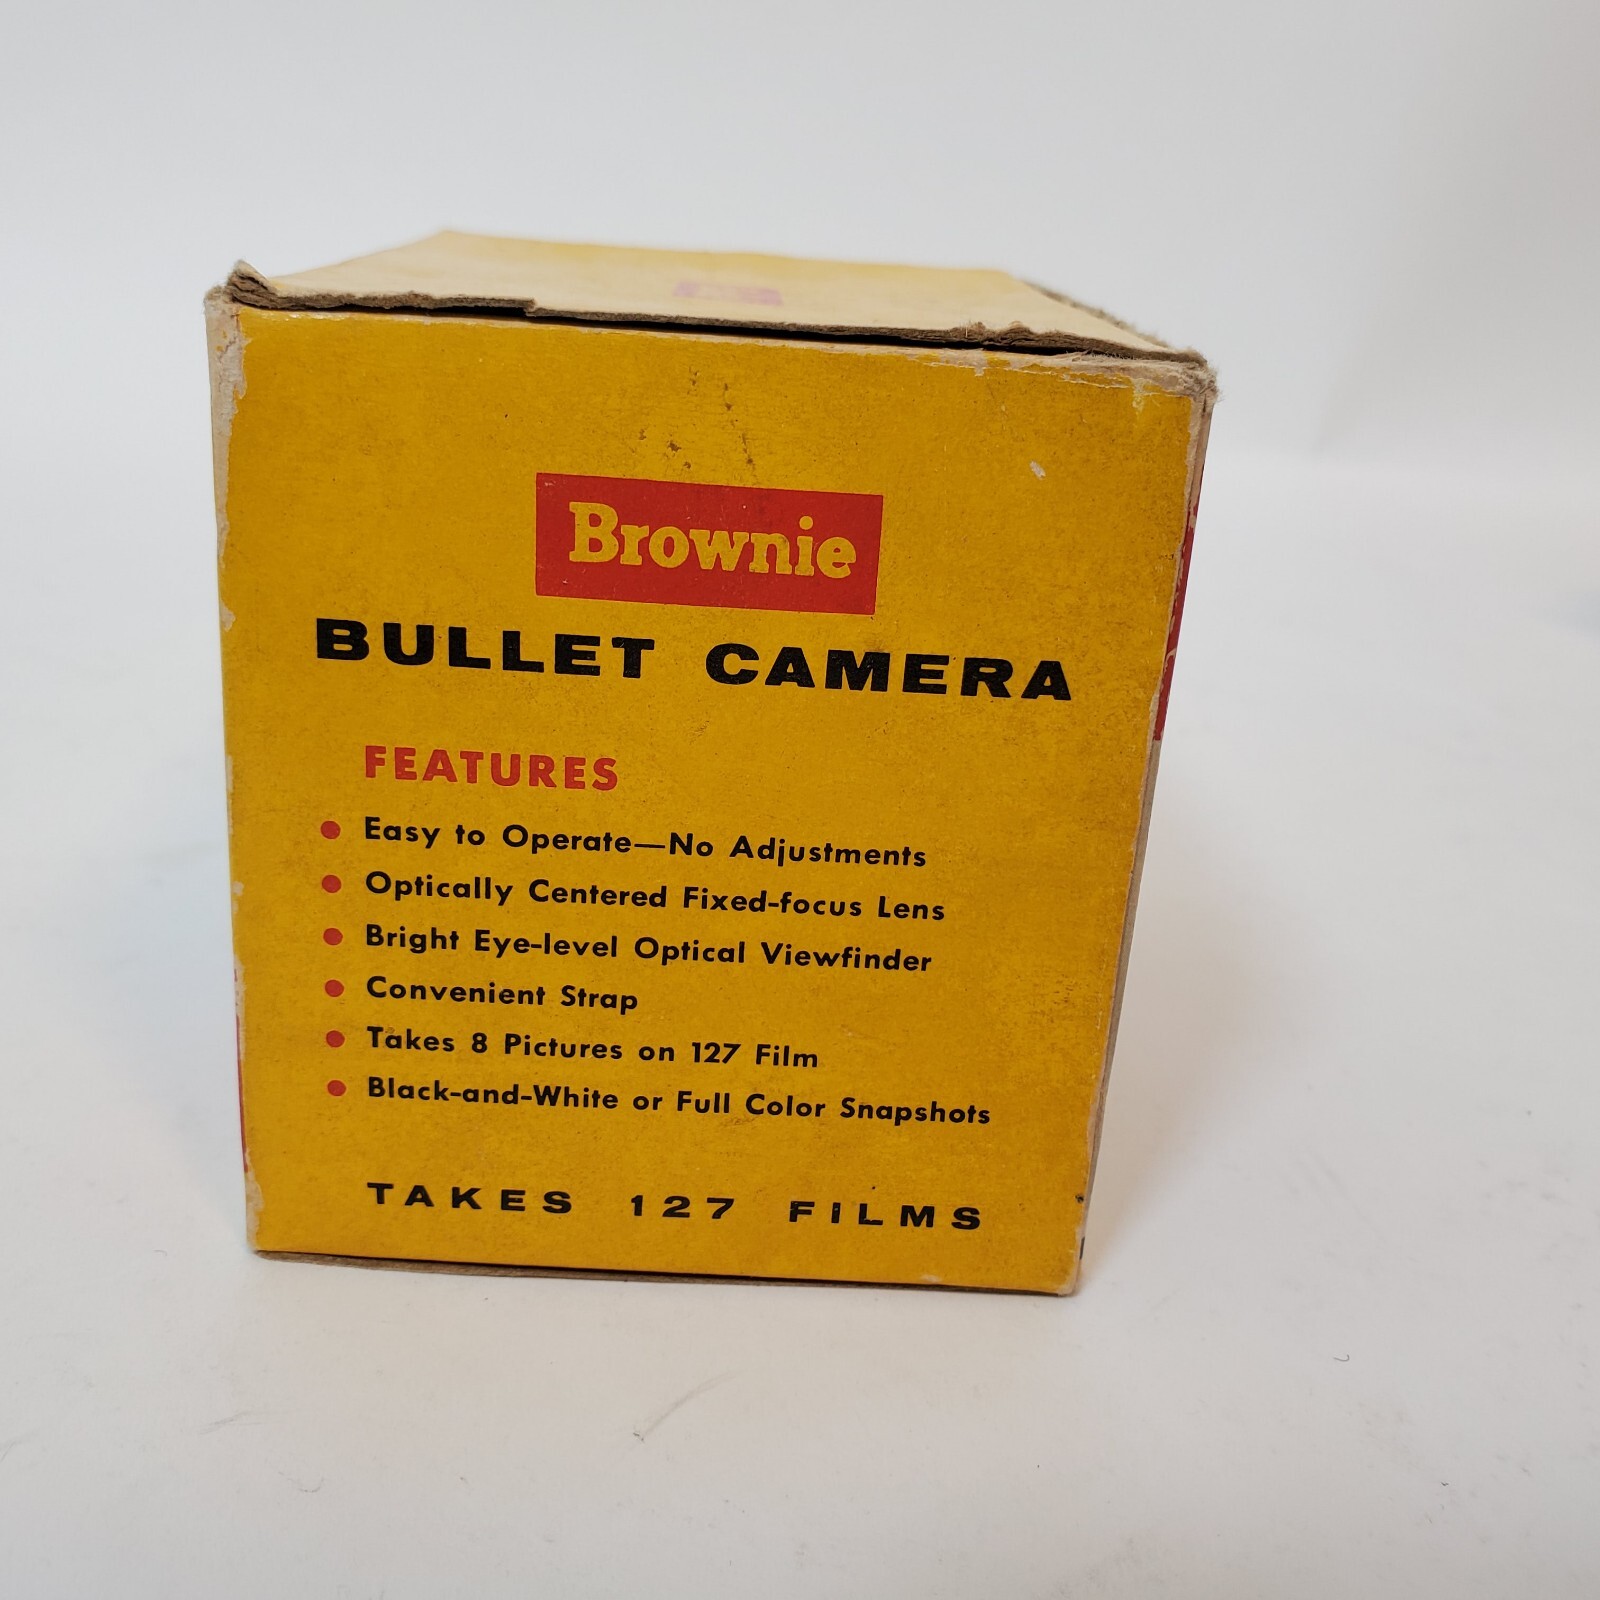 Brownie
BULLET CAMERA
FEATURES
● Easy to Operate—No Adjustments
● Optically Centered Fixed-focus Lens
● Bright Eye-level Optical Viewfinder
● Convenient Strap
● Takes 8 Pictures on 127 Film
● Black-and-White or Full Color Snapshots
TAKES 127 FILMS